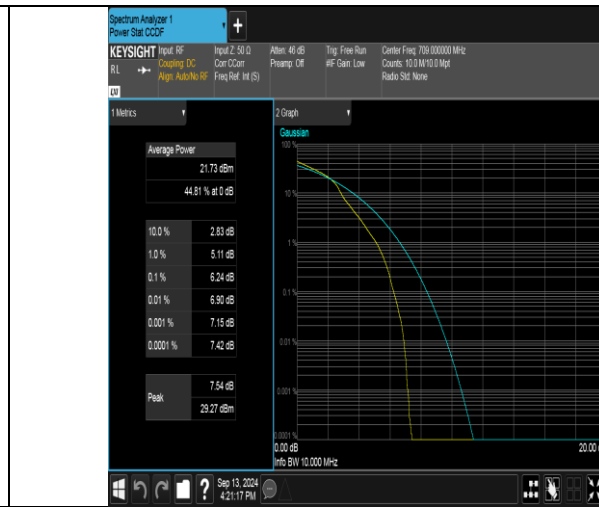 Spectrum Analyzer 1
Power Stat CCDF
+
KEYSIGHT
RL
LXI
Input: RF
Coupling: DC
Align: Auto/No RF
Input Z: 50 Ω
Corr CCorr
Freq Ref: Int (S)
Atten: 46 dB
Preamp: Off
Trig: Free Run
#IF Gain: Low
Center Freq: 709.000000 MHz
Counts: 10.0 M/10.0 Mpt
Radio Std: None
1 Metrics
Average Power
21.73 dBm
44.81 % at 0 dB
10.0 % 2.83 dB
1.0 % 5.11 dB
0.1 % 6.24 dB
0.01 % 6.90 dB
0.001 % 7.15 dB
0.0001 % 7.42 dB
Peak
7.54 dB
29.27 dBm
2 Graph
Gaussian
100 %
10 %
1 %
0.1 %
0.01 %
0.001 %
0.0001 %
0.00 dB
20.00
Info BW 10.000 MHz
?
Sep 13, 2024
4:21:17 PM